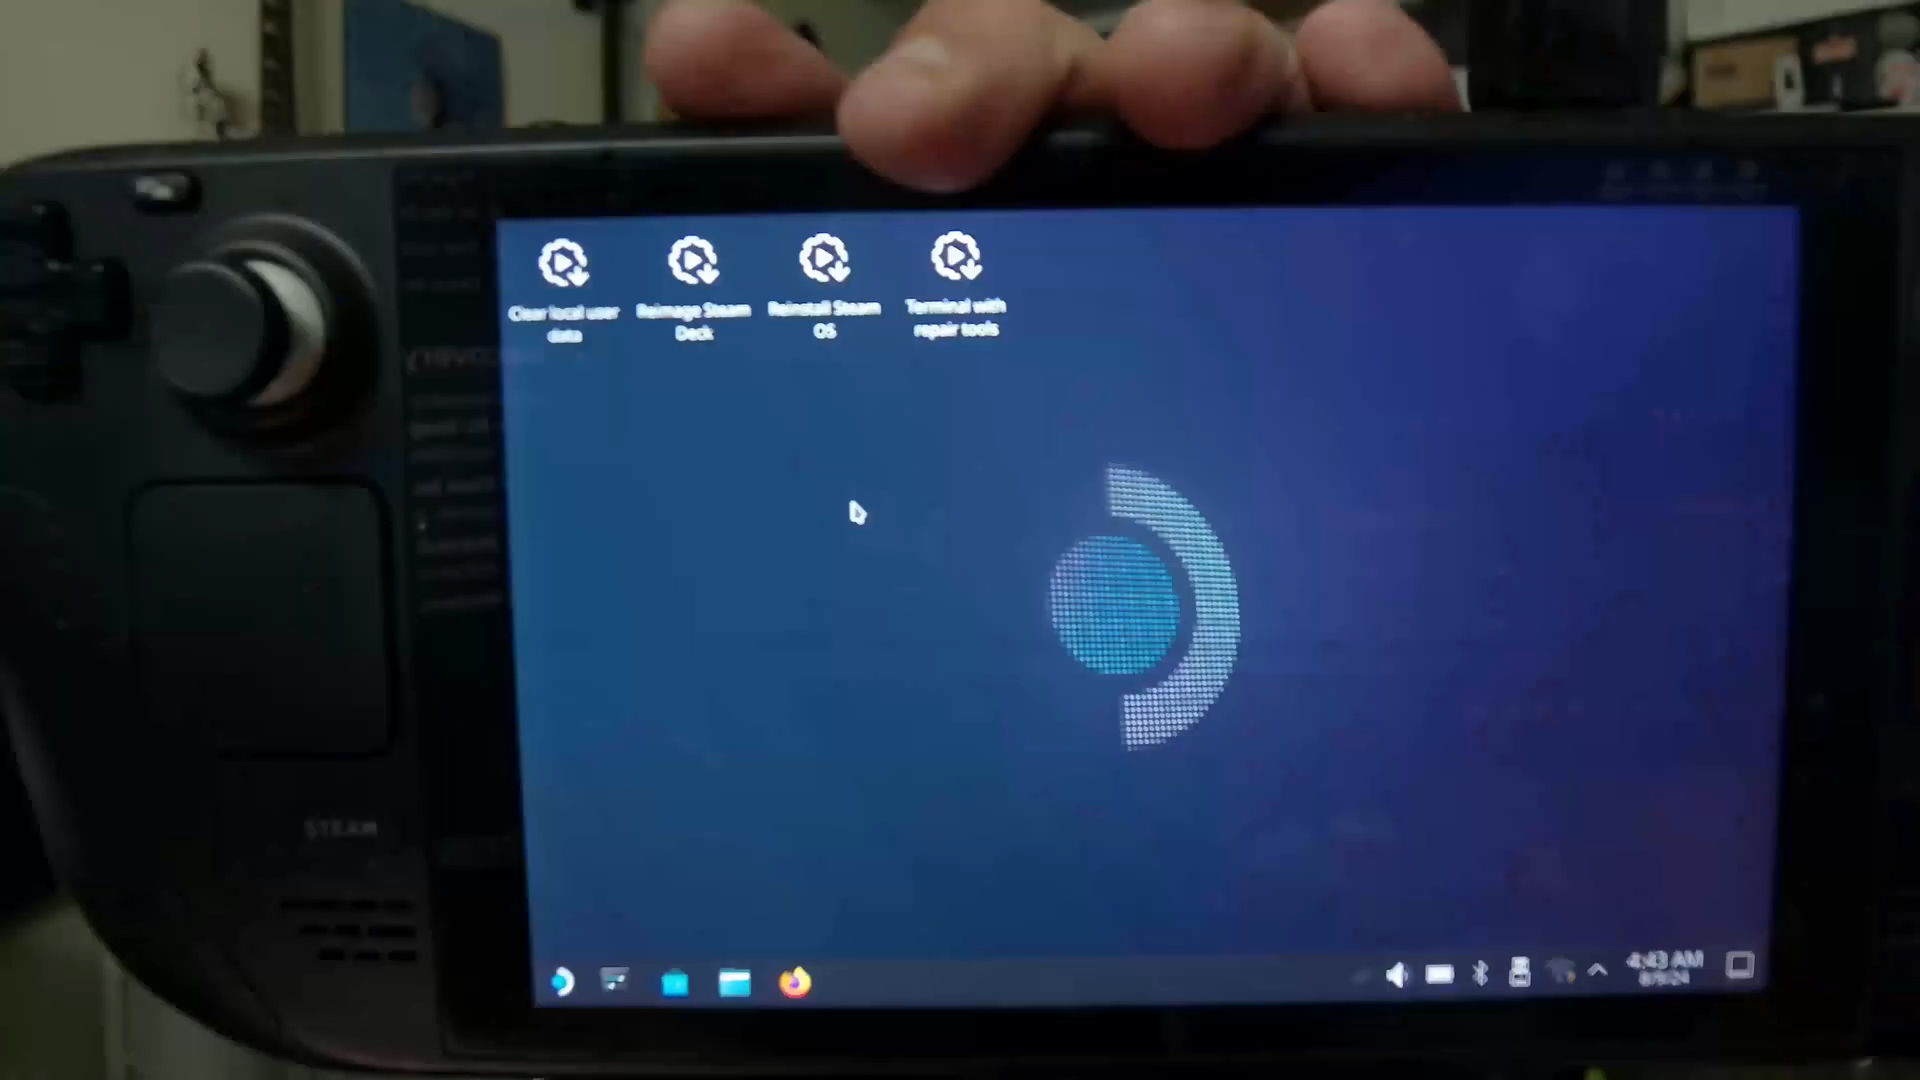 Clear local user
data
Reimage Steam
Deck
Reinstall Steam
OS
Terminal with
repair tools
STEAM
4:43 AM